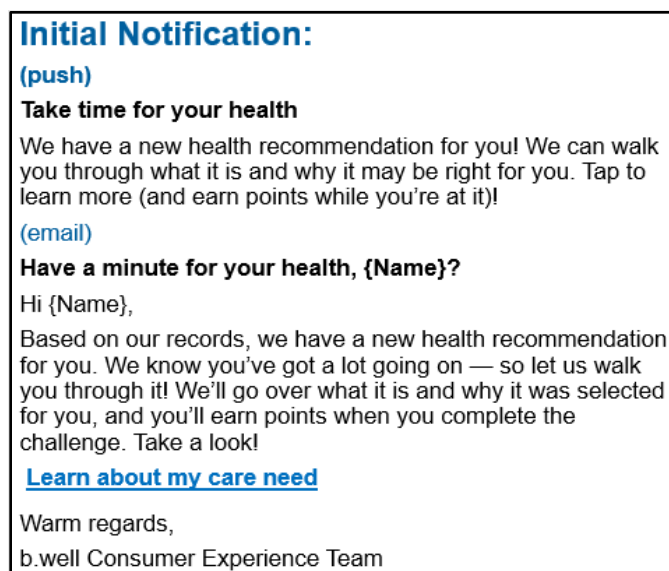 Initial Notification:
(push)
Take time for your health
We have a new health recommendation for you! We can walk
you through what it is and why it may be right for you. Tap to
learn more (and earn points while you’re at it)!
(email)
Have a minute for your health, {Name}?
Hi {Name},
Based on our records, we have a new health recommendation
for you. We know you’ve got a lot going on — so let us walk
you through it! We’ll go over what it is and why it was selected
for you, and you’ll earn points when you complete the
challenge. Take a look!
Learn about my care need
Warm regards,
b.well Consumer Experience Team